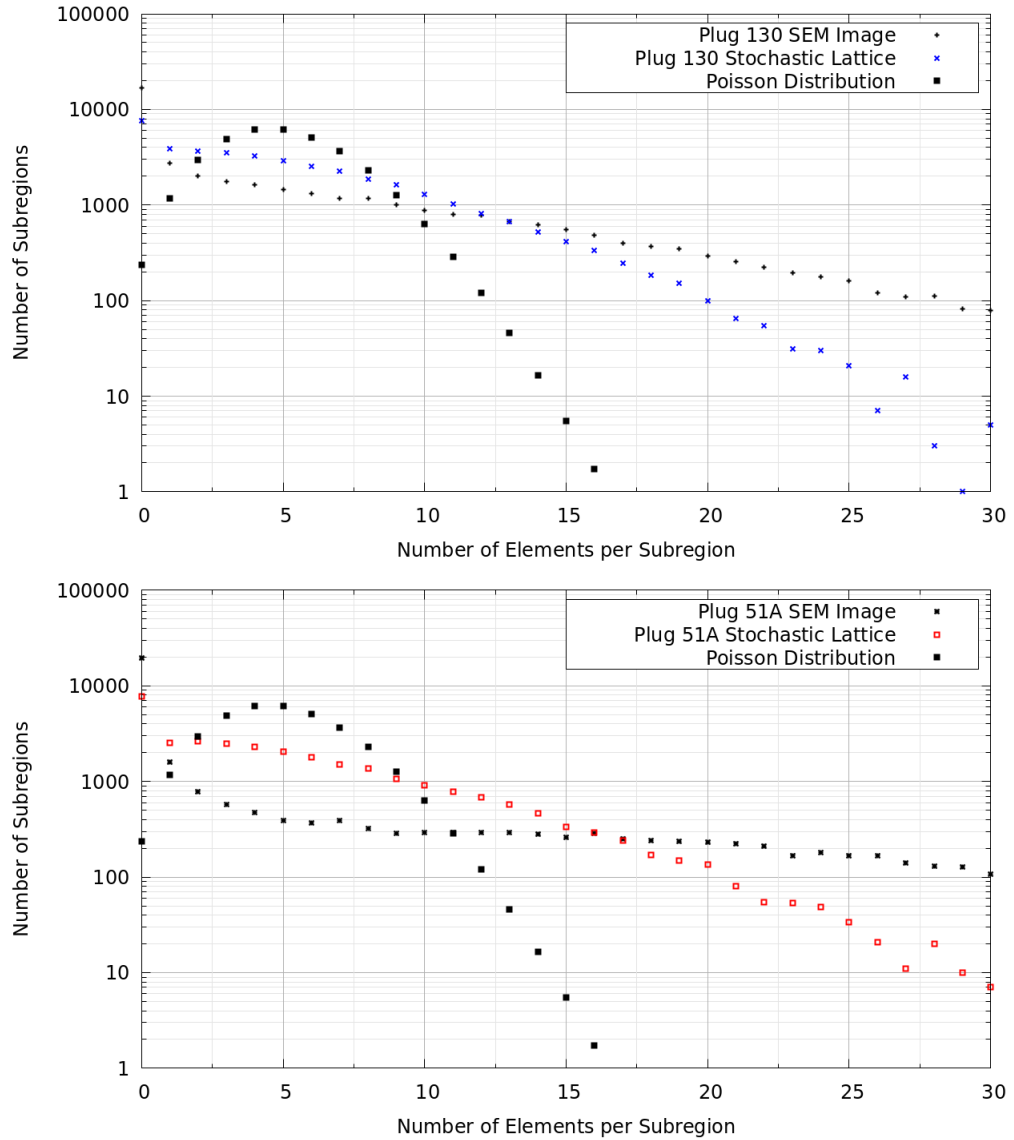 100000
10000
1000
100
10
1
Number of Subregions
Plug 130 SEM Image
Plug 130 Stochastic Lattice
Poisson Distribution
0 5 10 15 20 25 30
Number of Elements per Subregion
100000
10000
1000
100
10
1
Number of Subregions
Plug 51A SEM Image
Plug 51A Stochastic Lattice
Poisson Distribution
0 5 10 15 20 25 30
Number of Elements per Subregion